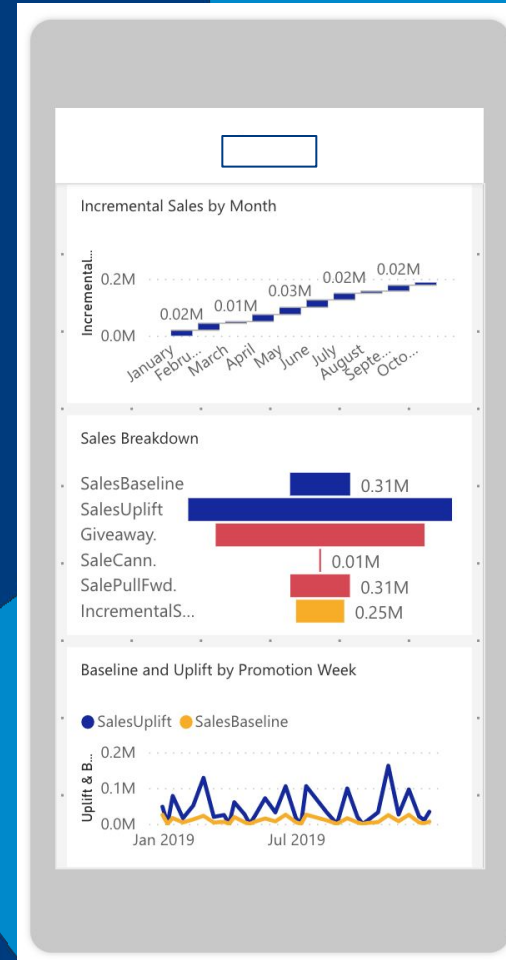 Incremental Sales by Month
Incremental...
0.2M
0.0M
0.02M
0.01M
0.03M
0.02M
0.02M
January
Febru...
March
April
May
June
July
August
Septe...
Octo...
Sales Breakdown
SalesBaseline 0.31M
SalesUplift
Giveaway.
SaleCann. 0.01M
SalePullFwd. 0.31M
IncrementalS... 0.25M
Baseline and Uplift by Promotion Week
SalesUplift SalesBaseline
Uplift & B...
0.2M
0.1M
0.0M
Jan 2019 Jul 2019